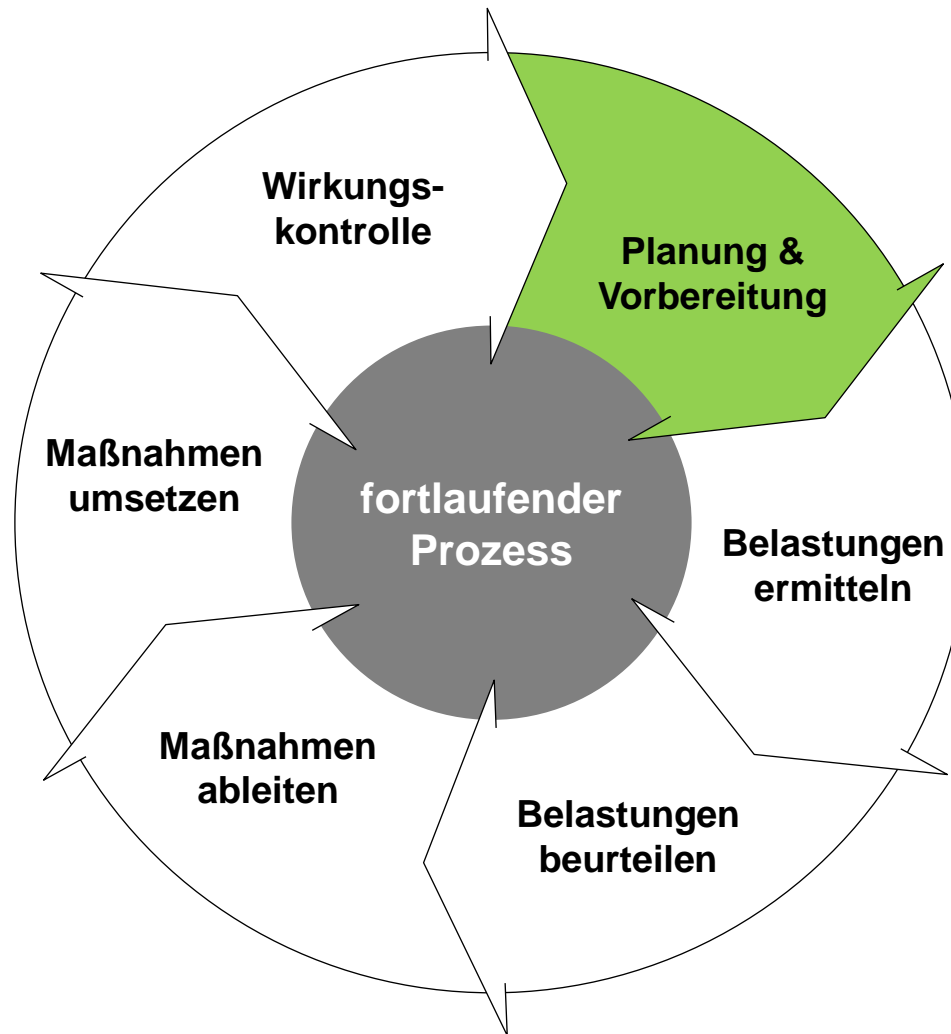 Planung &
Vorbereitung
Belastungen
ermitteln
Belastungen
beurteilen
Maßnahmen
ableiten
Maßnahmen
umsetzen
Wirkungs-
kontrolle
fortlaufender
Prozess